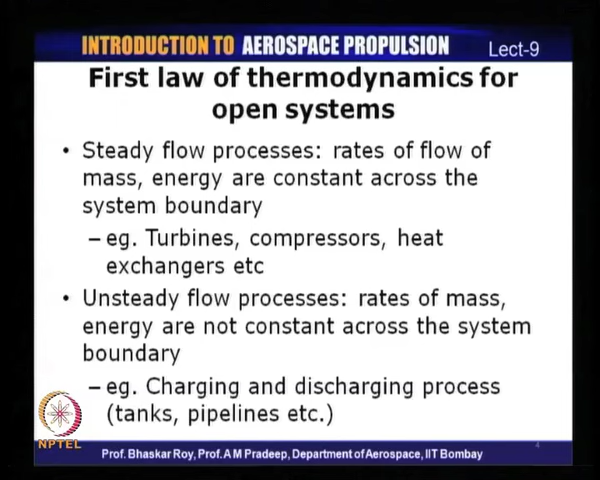 INTRODUCTION TO AEROSPACE PROPULSION Lect-9
First law of thermodynamics for
open systems
• Steady flow processes: rates of flow of
mass, energy are constant across the
system boundary
– eg. Turbines, compressors, heat
exchangers etc
• Unsteady flow processes: rates of mass,
energy are not constant across the system
boundary
– eg. Charging and discharging process
(tanks, pipelines etc.)
NPTEL
4
Prof. Bhaskar Roy, Prof. A M Pradeep, Department of Aerospace, IIT Bombay